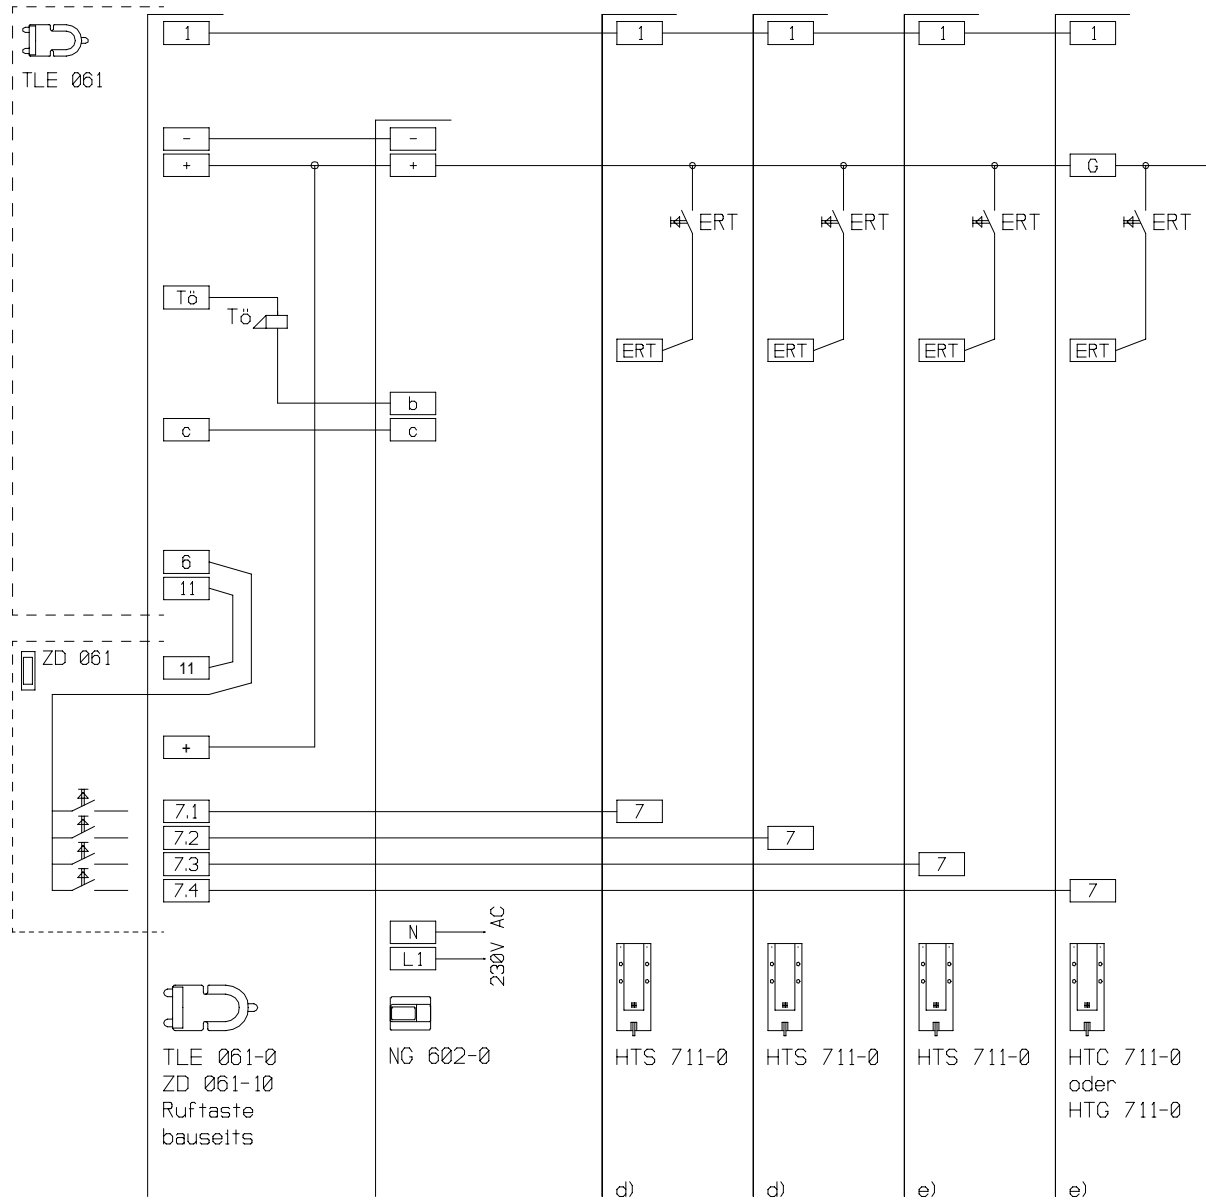 TLE 061
1 1 1 1 1
- -
+ + G
ERT ERT ERT ERT
Tö
Tö
ERT ERT ERT ERT
b
c c
6
11
ZD 061
11
+
7.1 7
7.2 7
7.3 7
7.4 7
N
L1
230V AC
TLE 061-0
ZD 061-10
Ruftaste
bauseits
NG 602-0
HTS 711-0
HTS 711-0
HTS 711-0
HTC 711-0
oder
HTG 711-0
d) d) e) e)